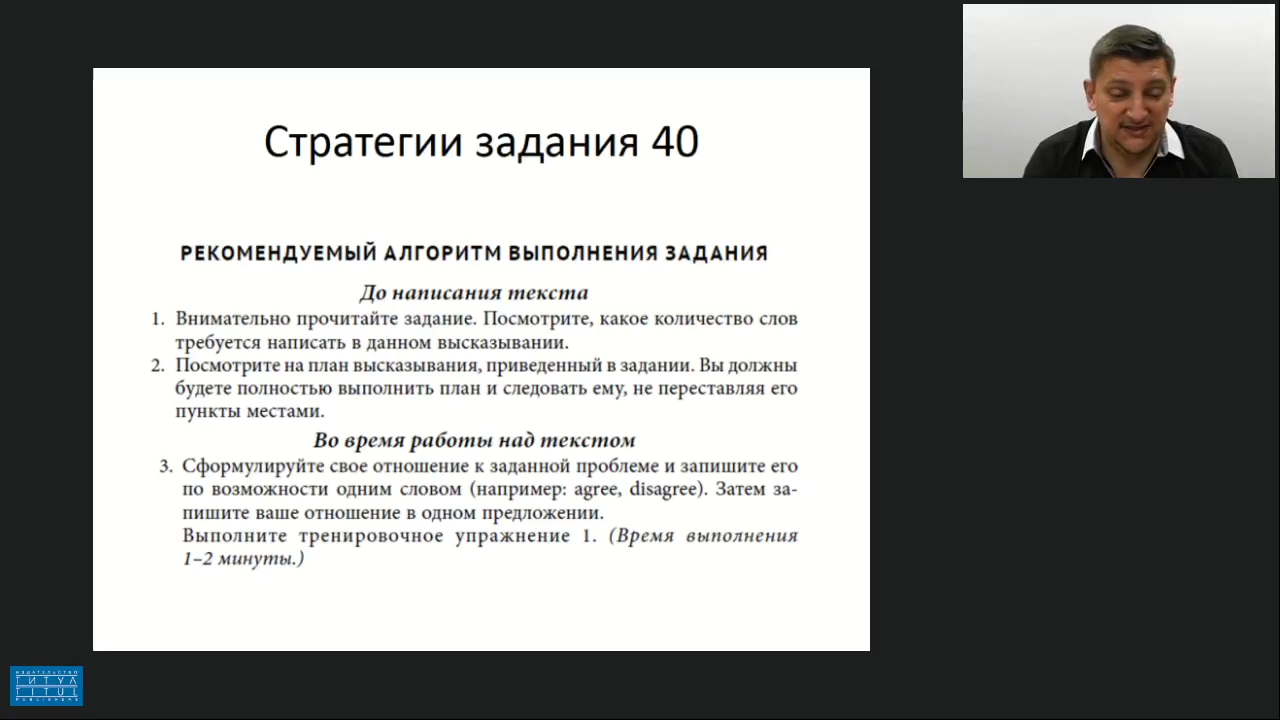 Стратегии задания 40
РЕКОМЕНДУЕМЫЙ АЛГОРИТМ ВЫПОЛНЕНИЯ ЗАДАНИЯ
До написания текста
1. Внимательно прочитайте задание. Посмотрите, какое количество слов
требуется написать в данном высказывании.
2. Посмотрите на план высказывания, приведенный в задании. Вы должны
будете полностью выполнить план и следовать ему, не переставляя его
пункты местами.
Во время работы над текстом
3. Сформулируйте свое отношение к заданной проблеме и запишите его
по возможности одним словом (например: agree, disagree). Затем за-
пишите ваше отношение в одном предложении.
Выполните тренировочное упражнение 1. (Время выполнения
1–2 минуты.)
ИЗДАТЕЛЬСТВО
ТИТУЛ
TITUL
PUBLISHERS